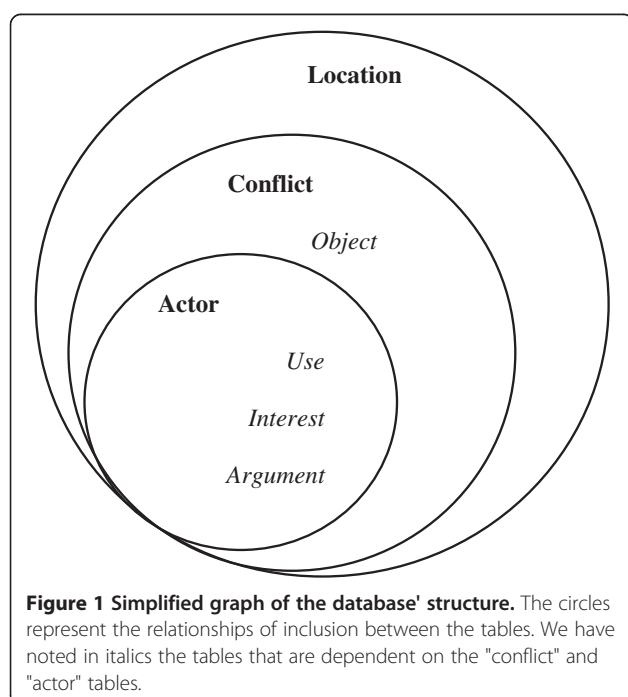 Location
Conflict
Object
Actor
Use
Interest
Argument
Figure 1 Simplified graph of the database' structure. The circles
represent the relationships of inclusion between the tables. We have
noted in italics the tables that are dependent on the "conflict" and
"actor" tables.